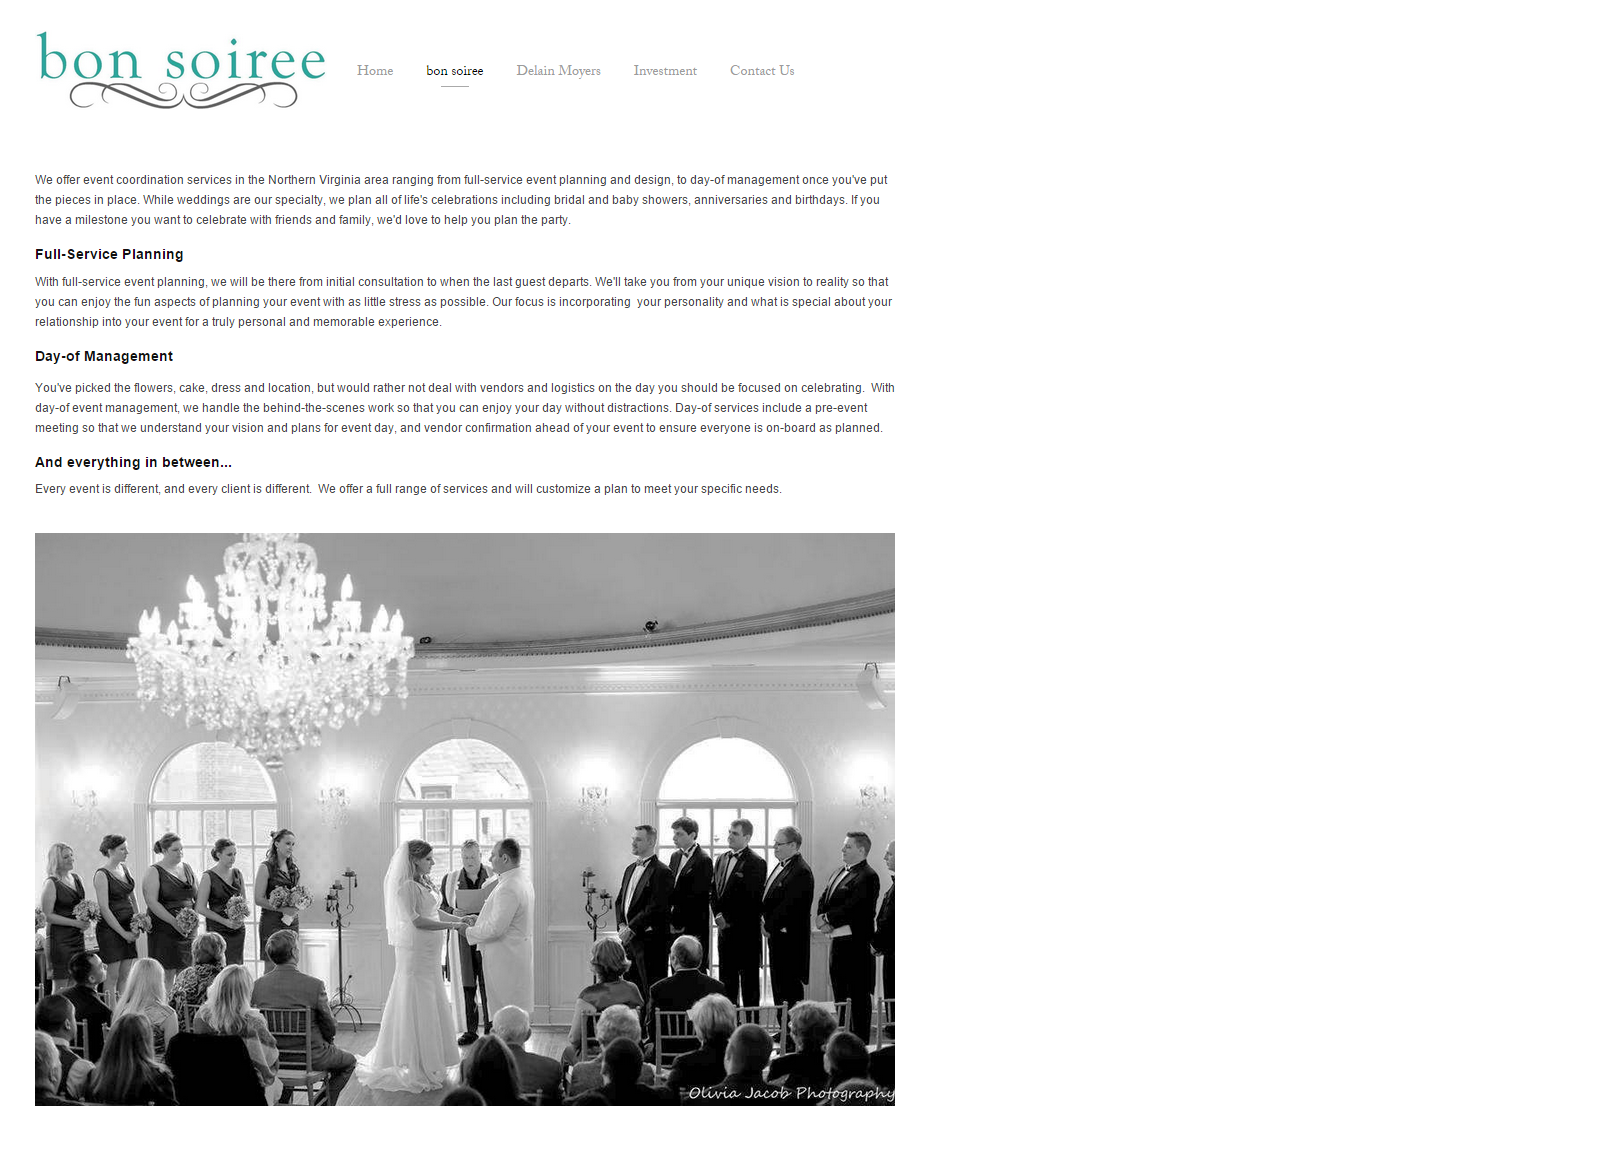 bon soiree
Home
bon soiree
Delain Moyers
Investment
Contact Us
We offer event coordination services in the Northern Virginia area ranging from full-service event planning and design, to day-of management once you've put
the pieces in place. While weddings are our specialty, we plan all of life's celebrations including bridal and baby showers, anniversaries and birthdays. If you
have a milestone you want to celebrate with friends and family, we'd love to help you plan the party.
Full-Service Planning
With full-service event planning, we will be there from initial consultation to when the last guest departs. We'll take you from your unique vision to reality so that
you can enjoy the fun aspects of planning your event with as little stress as possible. Our focus is incorporating  your personality and what is special about your
relationship into your event for a truly personal and memorable experience.
Day-of Management
You've picked the flowers, cake, dress and location, but would rather not deal with vendors and logistics on the day you should be focused on celebrating.  With
day-of event management, we handle the behind-the-scenes work so that you can enjoy your day without distractions. Day-of services include a pre-event
meeting so that we understand your vision and plans for event day, and vendor confirmation ahead of your event to ensure everyone is on-board as planned.
And everything in between...
Every event is different, and every client is different.  We offer a full range of services and will customize a plan to meet your specific needs.
Olivia Jacob Photography